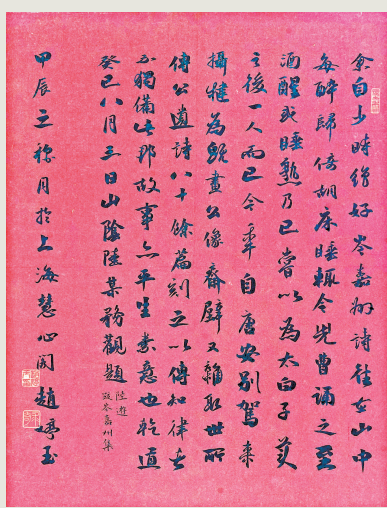 余自少時絕好岑嘉州詩往在山中
每醉歸倚胡床睡輒令兒曹誦之至
酒醒或睡熟乃已嘗以為太白子美
之後一人而已今年自唐安別駕來
攝犍為既畫公像齋壁又雜取世所
傳公遺詩八十餘篇刻之以傳知律者
不獨備此邦故事亦平生素意也乾道
癸巳八月三日山陰陸某務觀題
陸遊
跋岑嘉州集
甲辰立秋月於上海慧心閣趙婷玉